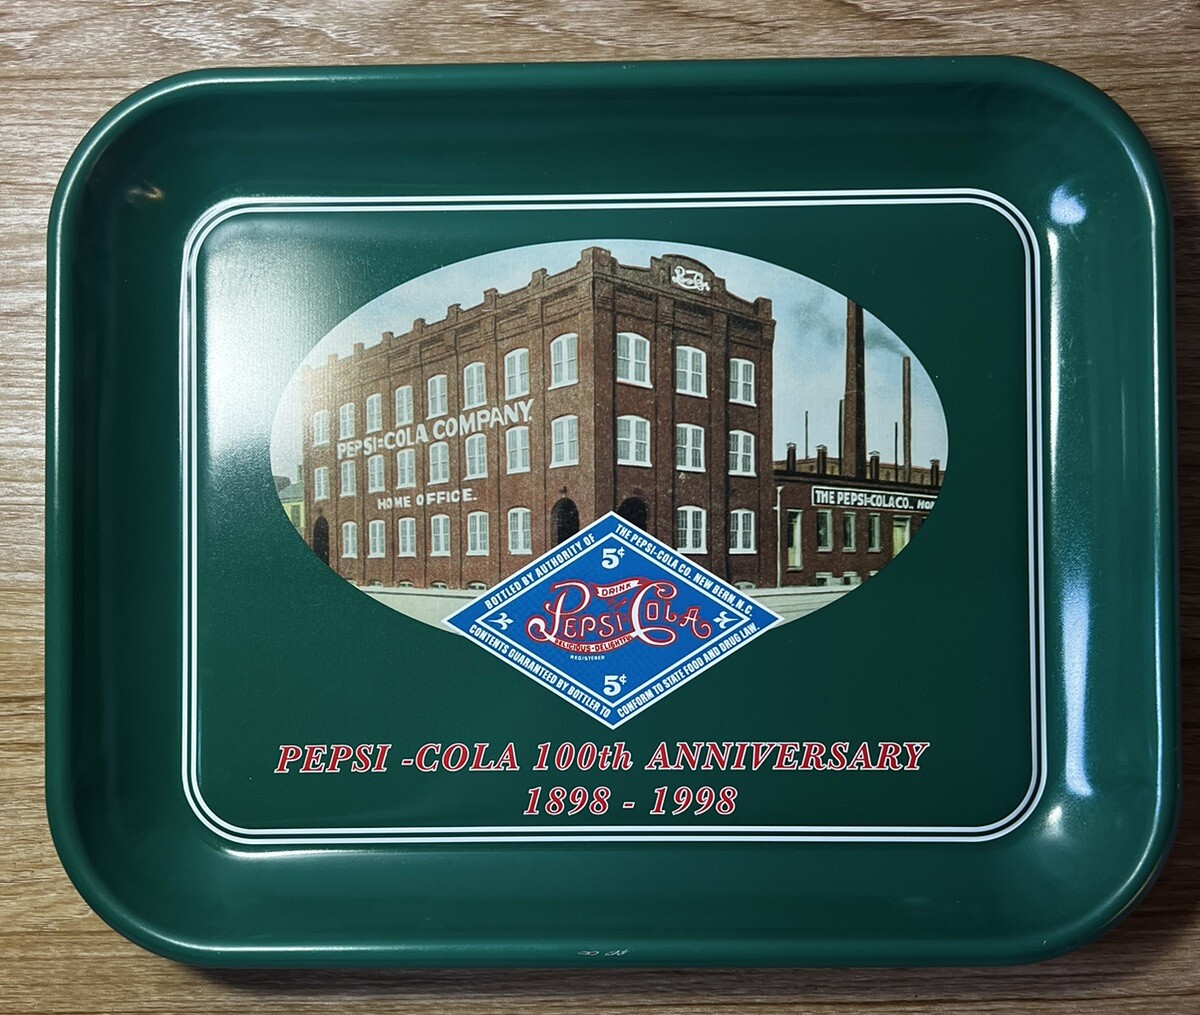 Pepsi-Cola
PEPSI=COLA COMPANY.
HOME OFFICE.
THE PEPSI=COLA CO.,
BOTTLED BY AUTHORITY OF
THE PEPSI-COLA CO. NEW BERN, N.C.
5¢
DRINK
PEPSI-COLA
DELICIOUS-DELIGHTFUL
REGISTERED
5¢
CONTENTS GUARANTEED BY BOTTLER TO
CONFORM TO STATE FOOD AND DRUG LAW.
PEPSI -COLA 100th ANNIVERSARY
1898 - 1998